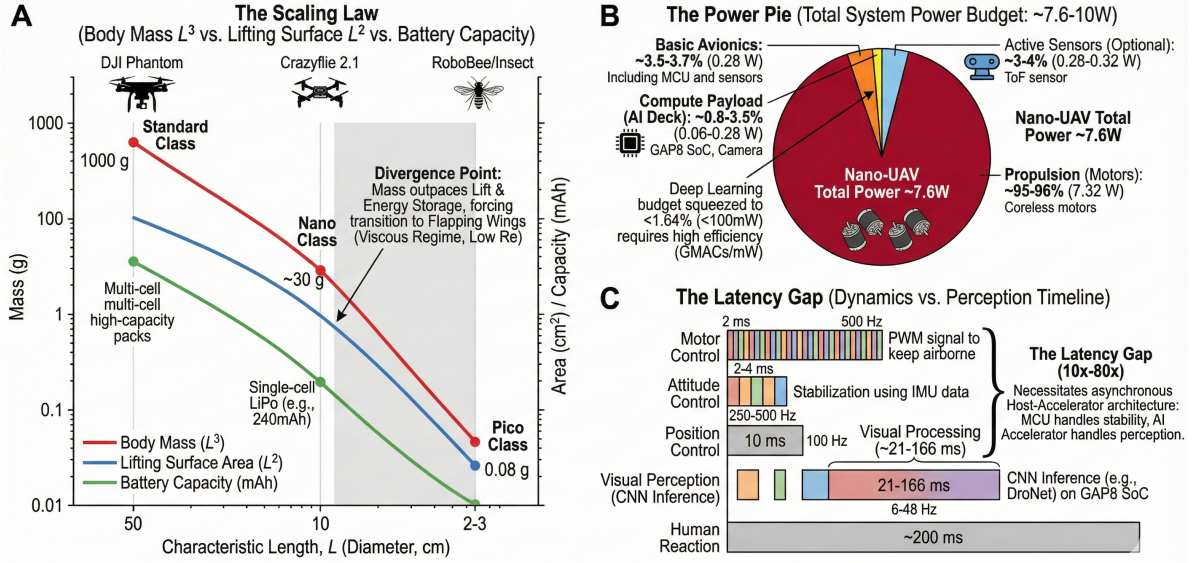 A
The Scaling Law
(Body Mass L³ vs. Lifting Surface L² vs. Battery Capacity)
DJI Phantom
Crazyflie 2.1
RoboBee/Insect
1000
100
1
0.1
0.01
Mass (g)
Standard
Class
1000 g
Multi-cell
multi-cell
high-capacity
packs
Nano
Class
~30 g
Single-cell
LiPo (e.g.,
240mAh)
Divergence Point:
Mass outpaces Lift &
Energy Storage, forcing
transition to Flapping Wings
(Viscous Regime, Low Re)
Pico
Class
0.08 g
Body Mass (L³)
Lifting Surface Area (L²)
Battery Capacity (mAh)
50
10
2-3
Characteristic Length, L (Diameter, cm)
Area (cm²) / Capacity (mAh)
B
The Power Pie (Total System Power Budget: ~7.6-10W)
Basic Avionics:
~3.5-3.7% (0.28 W)
Including MCU and sensors
Compute Payload
(AI Deck): ~0.8-3.5%
(0.06-0.28 W)
GAP8 SoC, Camera
Deep Learning
budget squeezed to
<1.64% (<100mW)
requires high efficiency
(GMACs/mW)
Nano-UAV
Total Power ~7.6W
Active Sensors (Optional):
~3-4% (0.28-0.32 W)
ToF sensor
Nano-UAV Total
Power ~7.6W
Propulsion (Motors):
~95-96% (7.32 W)
Coreless motors
C
The Latency Gap (Dynamics vs. Perception Timeline)
2 ms
500 Hz
Motor
Control
PWM signal to
keep airborne
2-4 ms
Attitude
Control
Stabilization using IMU data
250-500 Hz
Position
Control
10 ms
100 Hz
Visual Processing
(~21-166 ms)
Visual Perception
(CNN Inference)
21-166 ms
CNN Inference (e.g.,
DroNet) on GAP8 SoC
6-48 Hz
Human
Reaction
~200 ms
The Latency Gap
(10x-80x)
Necessitates asynchronous
Host-Accelerator architecture:
MCU handles stability, AI
Accelerator handles perception.